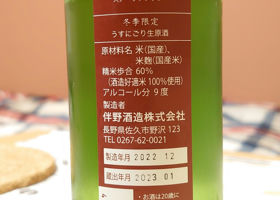 冬季限定
うすにごり生原酒
原材料名 米(国産)、
米麹(国産米)
精米歩合 60%
(酒造好適米100%使用)
アルコール分 9度
製造者
伴野酒造株式会社
長野県佐久市野沢 123
TEL 0267-62-0021
製造年月 2022 12
蔵出年月 2023 01
・お酒は20歳に